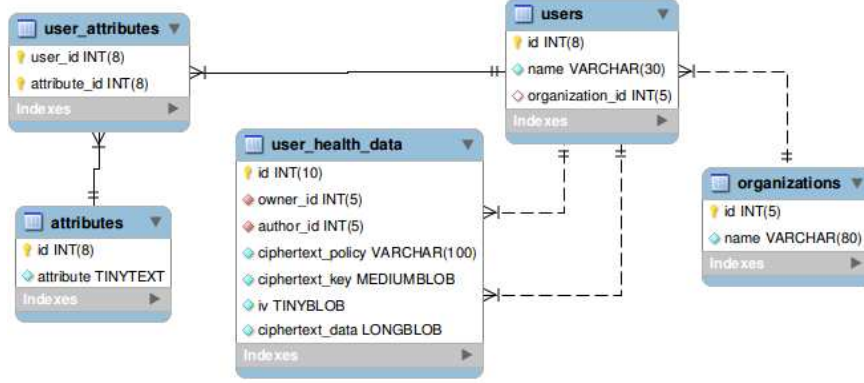 user_attributes
user_id INT(8)
attribute_id INT(8)
Indexes
users
id INT(8)
name VARCHAR(30)
organization_id INT(5)
Indexes
user_health_data
id INT(10)
owner_id INT(5)
author_id INT(5)
ciphertext_policy VARCHAR(100)
ciphertext_key MEDIUMBLOB
iv TINYBLOB
ciphertext_data LONGBLOB
Indexes
attributes
id INT(8)
attribute TINYTEXT
Indexes
organizations
id INT(5)
name VARCHAR(80)
Indexes